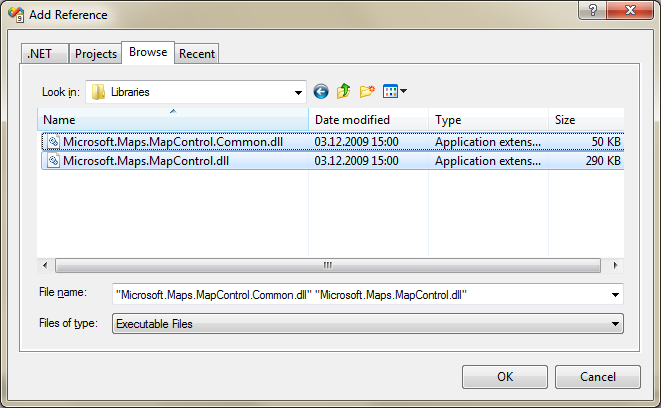 Add Reference
.NET Projects Browse Recent
Look in: Libraries
Name Date modified Type Size
Microsoft.Maps.MapControl.Common.dll 03.12.2009 15:00 Application extens... 50 KB
Microsoft.Maps.MapControl.dll 03.12.2009 15:00 Application extens... 290 KB
File name: "Microsoft.Maps.MapControl.Common.dll" "Microsoft.Maps.MapControl.dll"
Files of type: Executable Files
OK Cancel